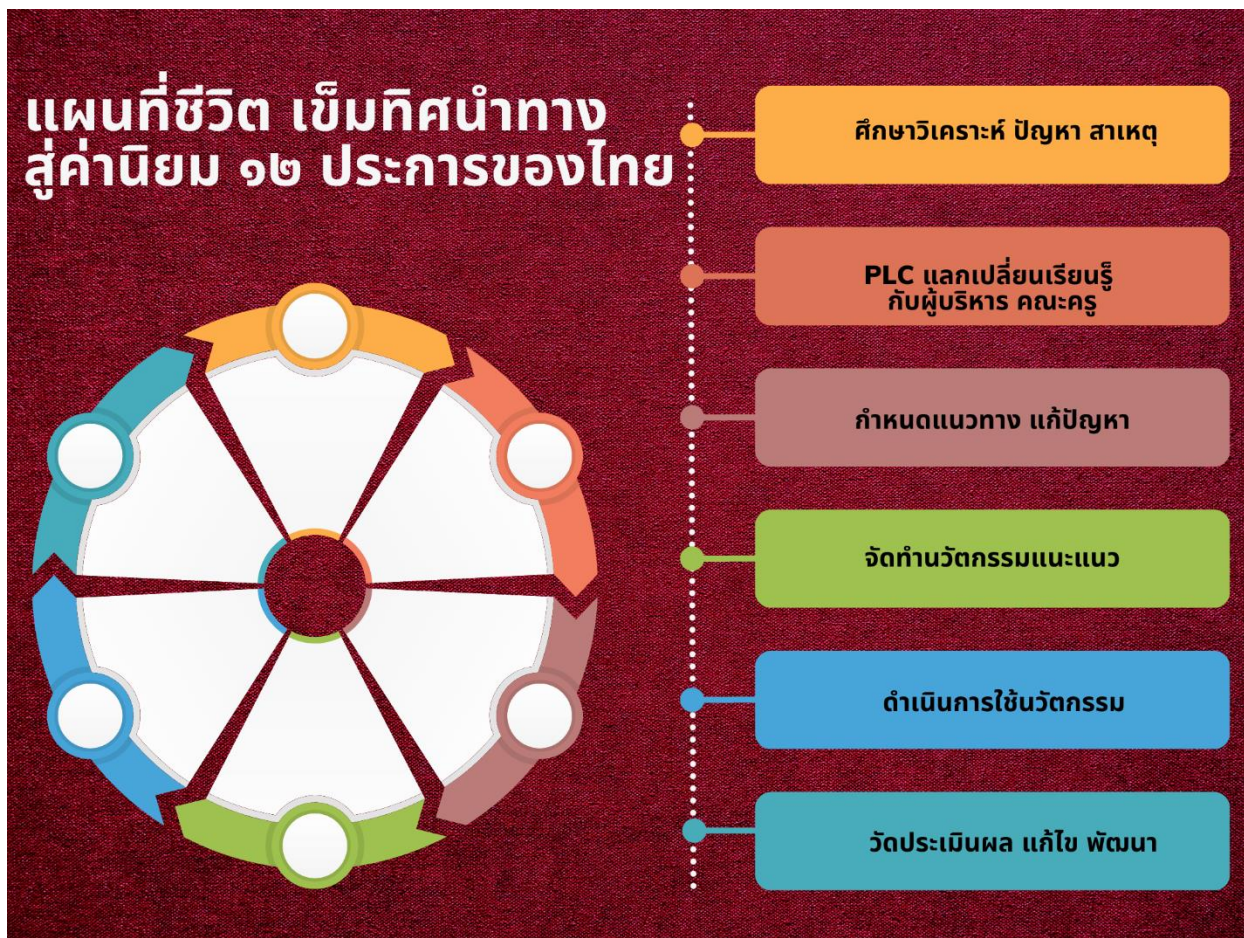 แผนที่ชีวิต เข็มทิศนำทาง
สู่ค่านิยม ๑๒ ประการของไทย
ศึกษาวิเคราะห์ ปัญหา สาเหตุ
PLC แลกเปลี่ยนเรียนรู้
กับผู้บริหาร คณะครู
กำหนดแนวทาง แก้ปัญหา
จัดทำนวัตกรรมแนะแนว
ดำเนินการใช้นวัตกรรม
วัดประเมินผล แก้ไข พัฒนา